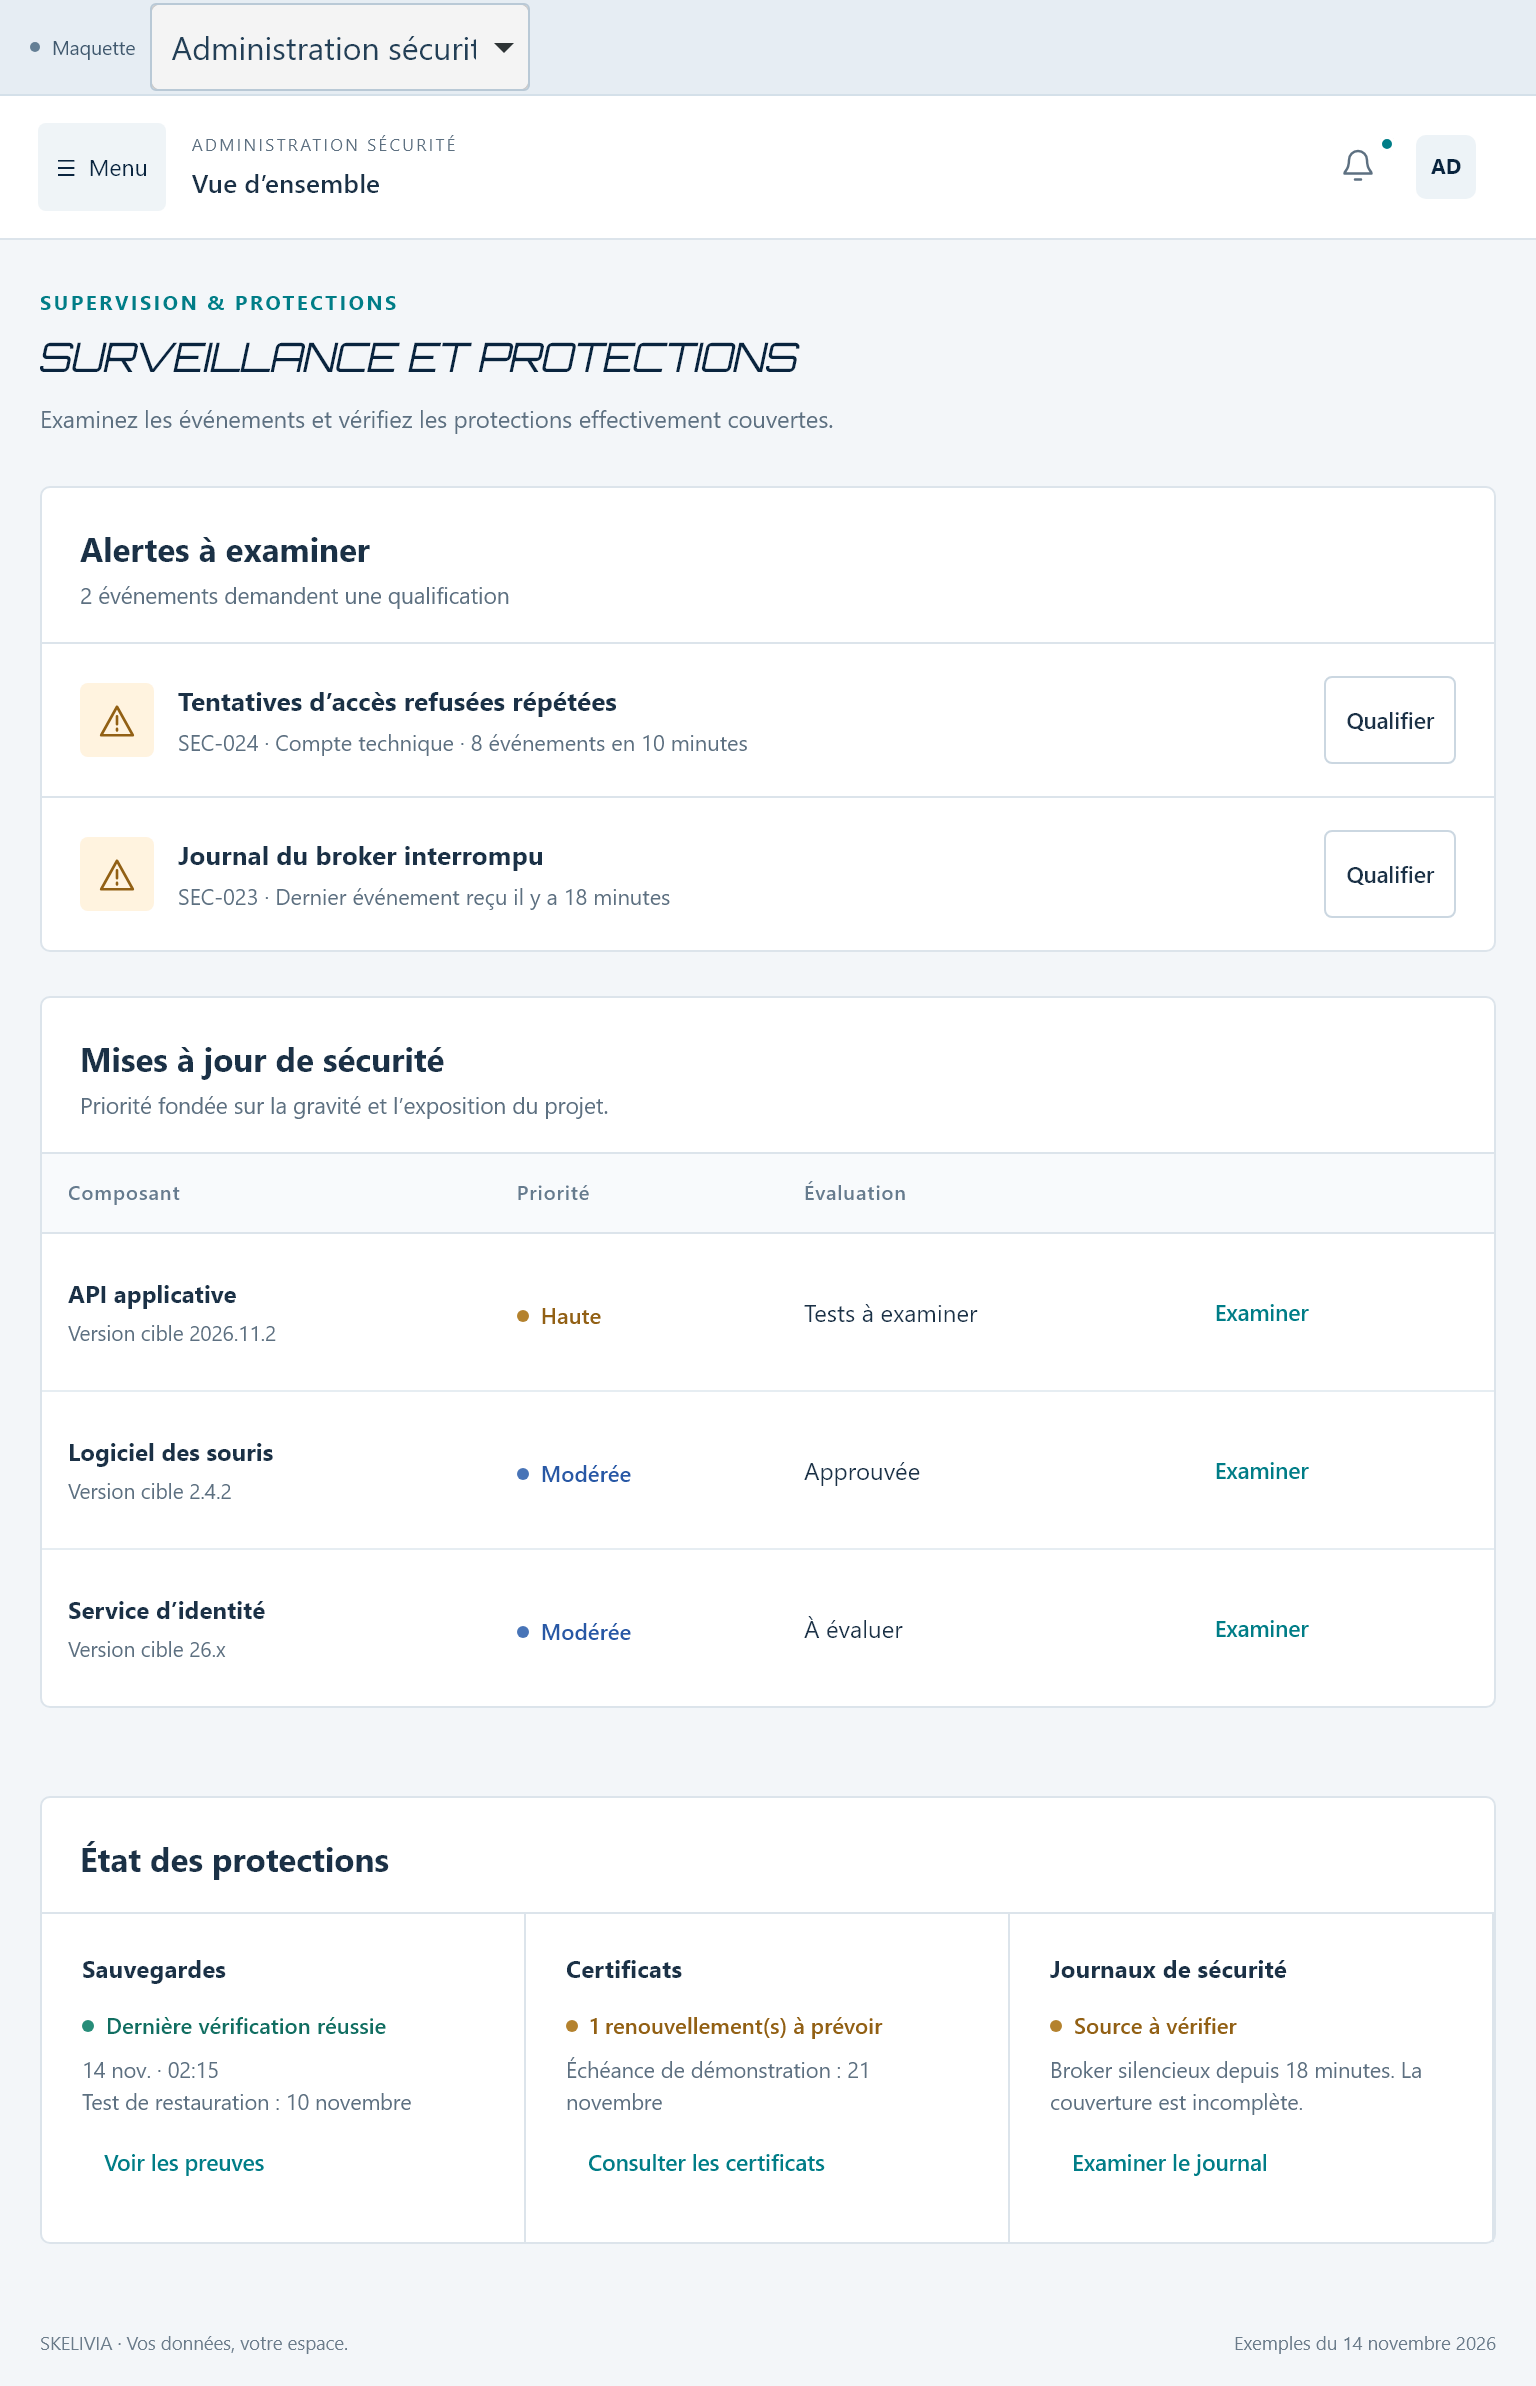 Maquette
Administration sécurit
☰ Menu
ADMINISTRATION SÉCURITÉ
Vue d’ensemble
AD
SUPERVISION & PROTECTIONS
SURVEILLANCE ET PROTECTIONS
Examinez les événements et vérifiez les protections effectivement couvertes.
Alertes à examiner
2 événements demandent une qualification
Tentatives d’accès refusées répétées
SEC-024 · Compte technique · 8 événements en 10 minutes
Qualifier
Journal du broker interrompu
SEC-023 · Dernier événement reçu il y a 18 minutes
Qualifier
Mises à jour de sécurité
Priorité fondée sur la gravité et l’exposition du projet.
Composant Priorité Évaluation
API applicative
Version cible 2026.11.2
Haute
Tests à examiner
Examiner
Logiciel des souris
Version cible 2.4.2
Modérée
Approuvée
Examiner
Service d’identité
Version cible 26.x
Modérée
À évaluer
Examiner
État des protections
Sauvegardes
Dernière vérification réussie
14 nov. · 02:15
Test de restauration : 10 novembre
Voir les preuves
Certificats
1 renouvellement(s) à prévoir
Échéance de démonstration : 21
novembre
Consulter les certificats
Journaux de sécurité
Source à vérifier
Broker silencieux depuis 18 minutes. La
couverture est incomplète.
Examiner le journal
SKELIVIA · Vos données, votre espace.
Exemples du 14 novembre 2026